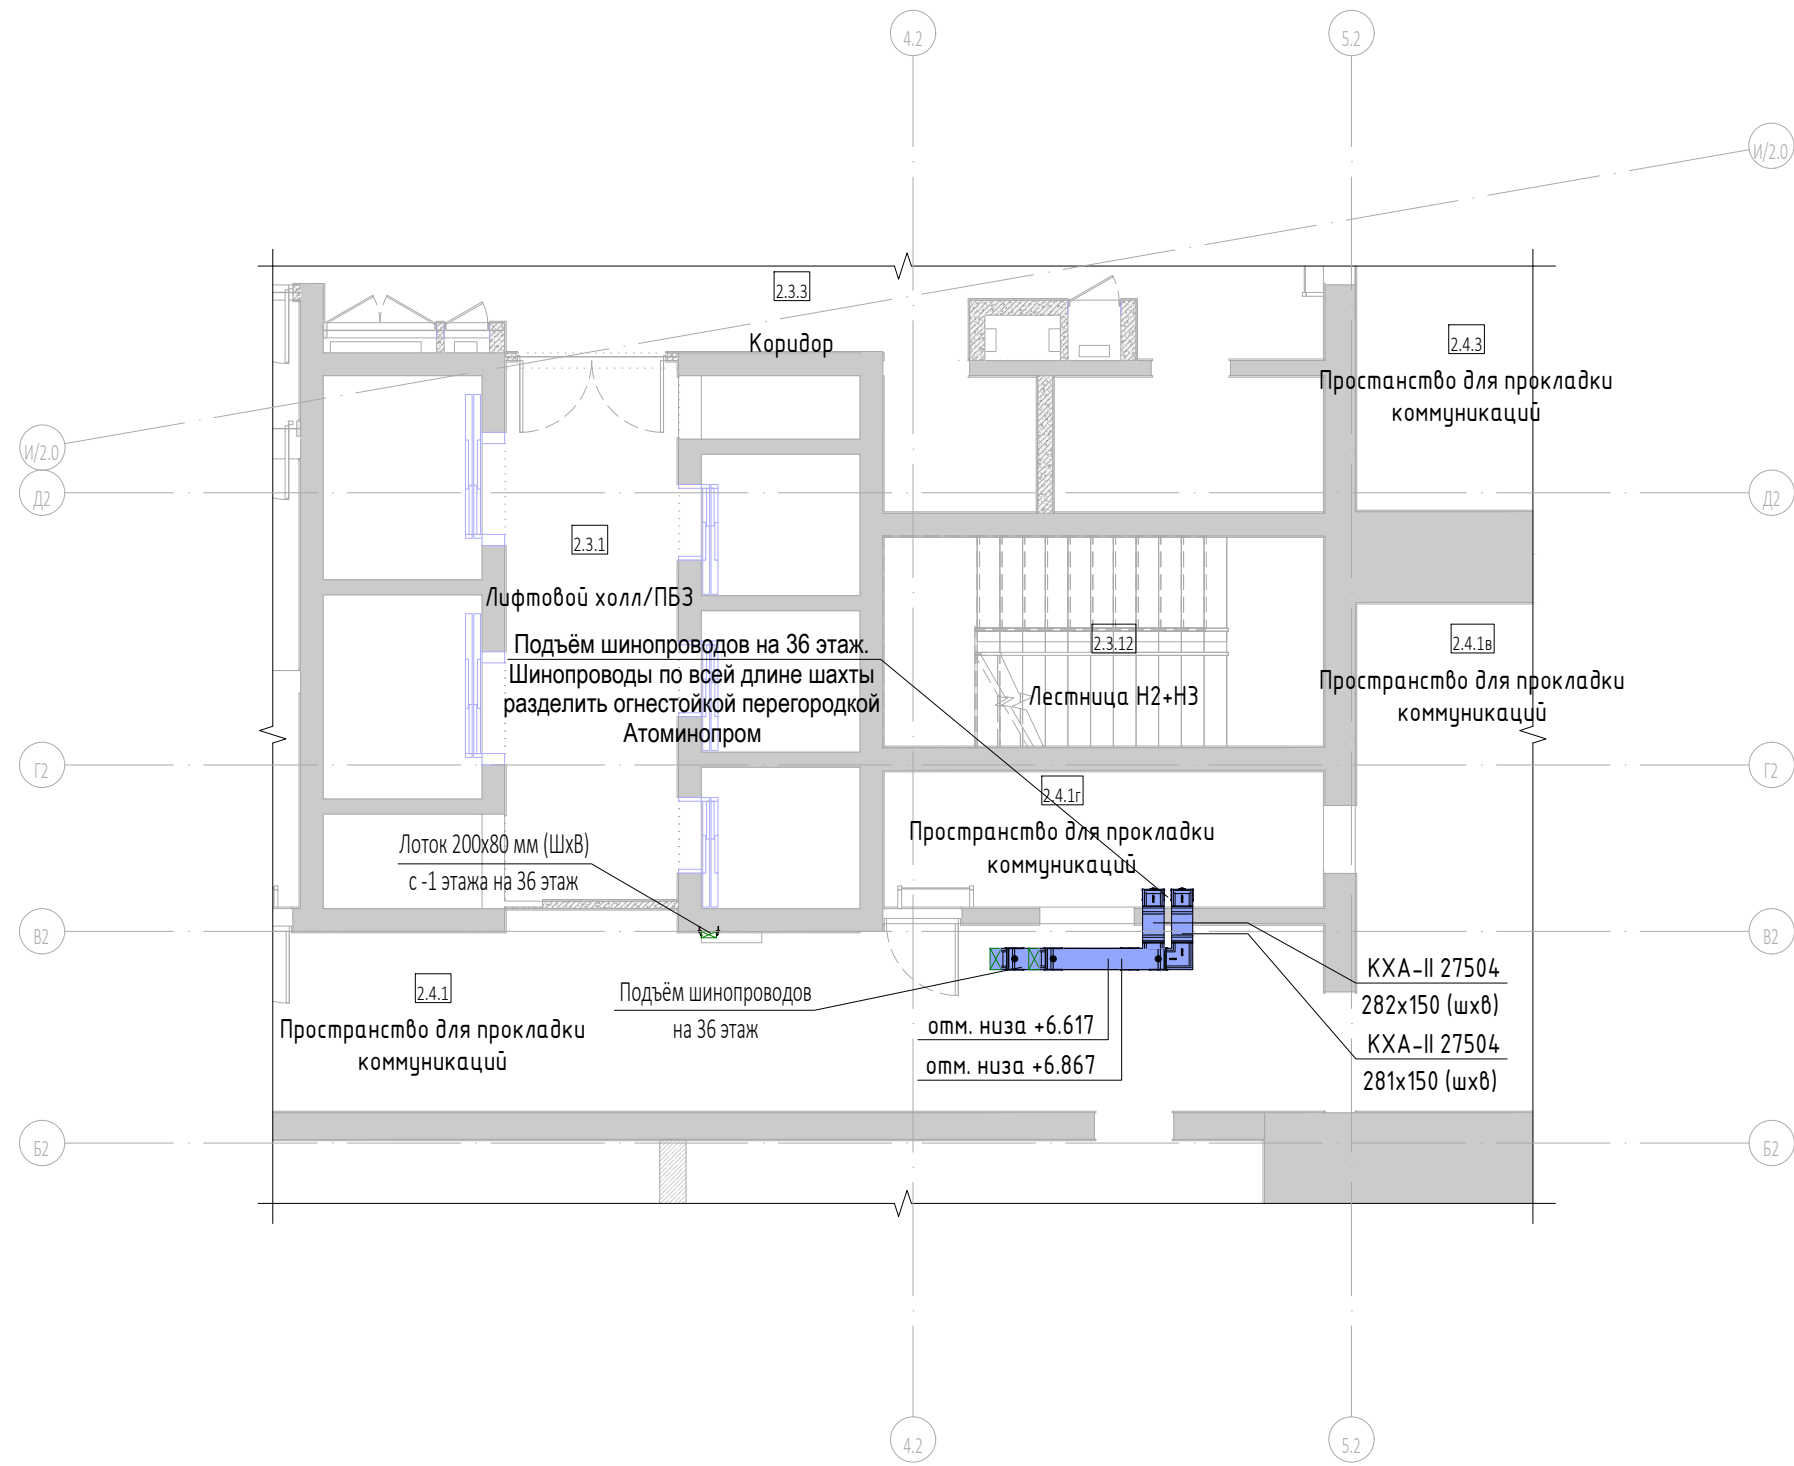 4.2
5.2
И/2.0
2.3.3
Коридор
2.4.3
Простанство для прокладки
коммуникаций
И/2.0
Д2
Д2
2.3.1
Лифтовой холл/ПБЗ
Подъём шинопроводов на 36 этаж.
Шинопроводы по всей длине шахты
разделить огнестойкой перегородкой
Атоминопром
2.3.12
Лестница Н2+Н3
2.4.1в
Пространство для прокладки
коммуникаций
Г2
Г2
2.4.1г
Пространство для прокладки
коммуникаций
Лоток 200х80 мм (ШхВ)
с -1 этажа на 36 этаж
В2
В2
2.4.1
Пространство для прокладки
коммуникаций
Подъём шинопроводов
на 36 этаж
отм. низа +6.617
отм. низа +6.867
КХА-II 27504
282х150 (шхв)
КХА-II 27504
281х150 (шхв)
Б2
Б2
4.2
5.2